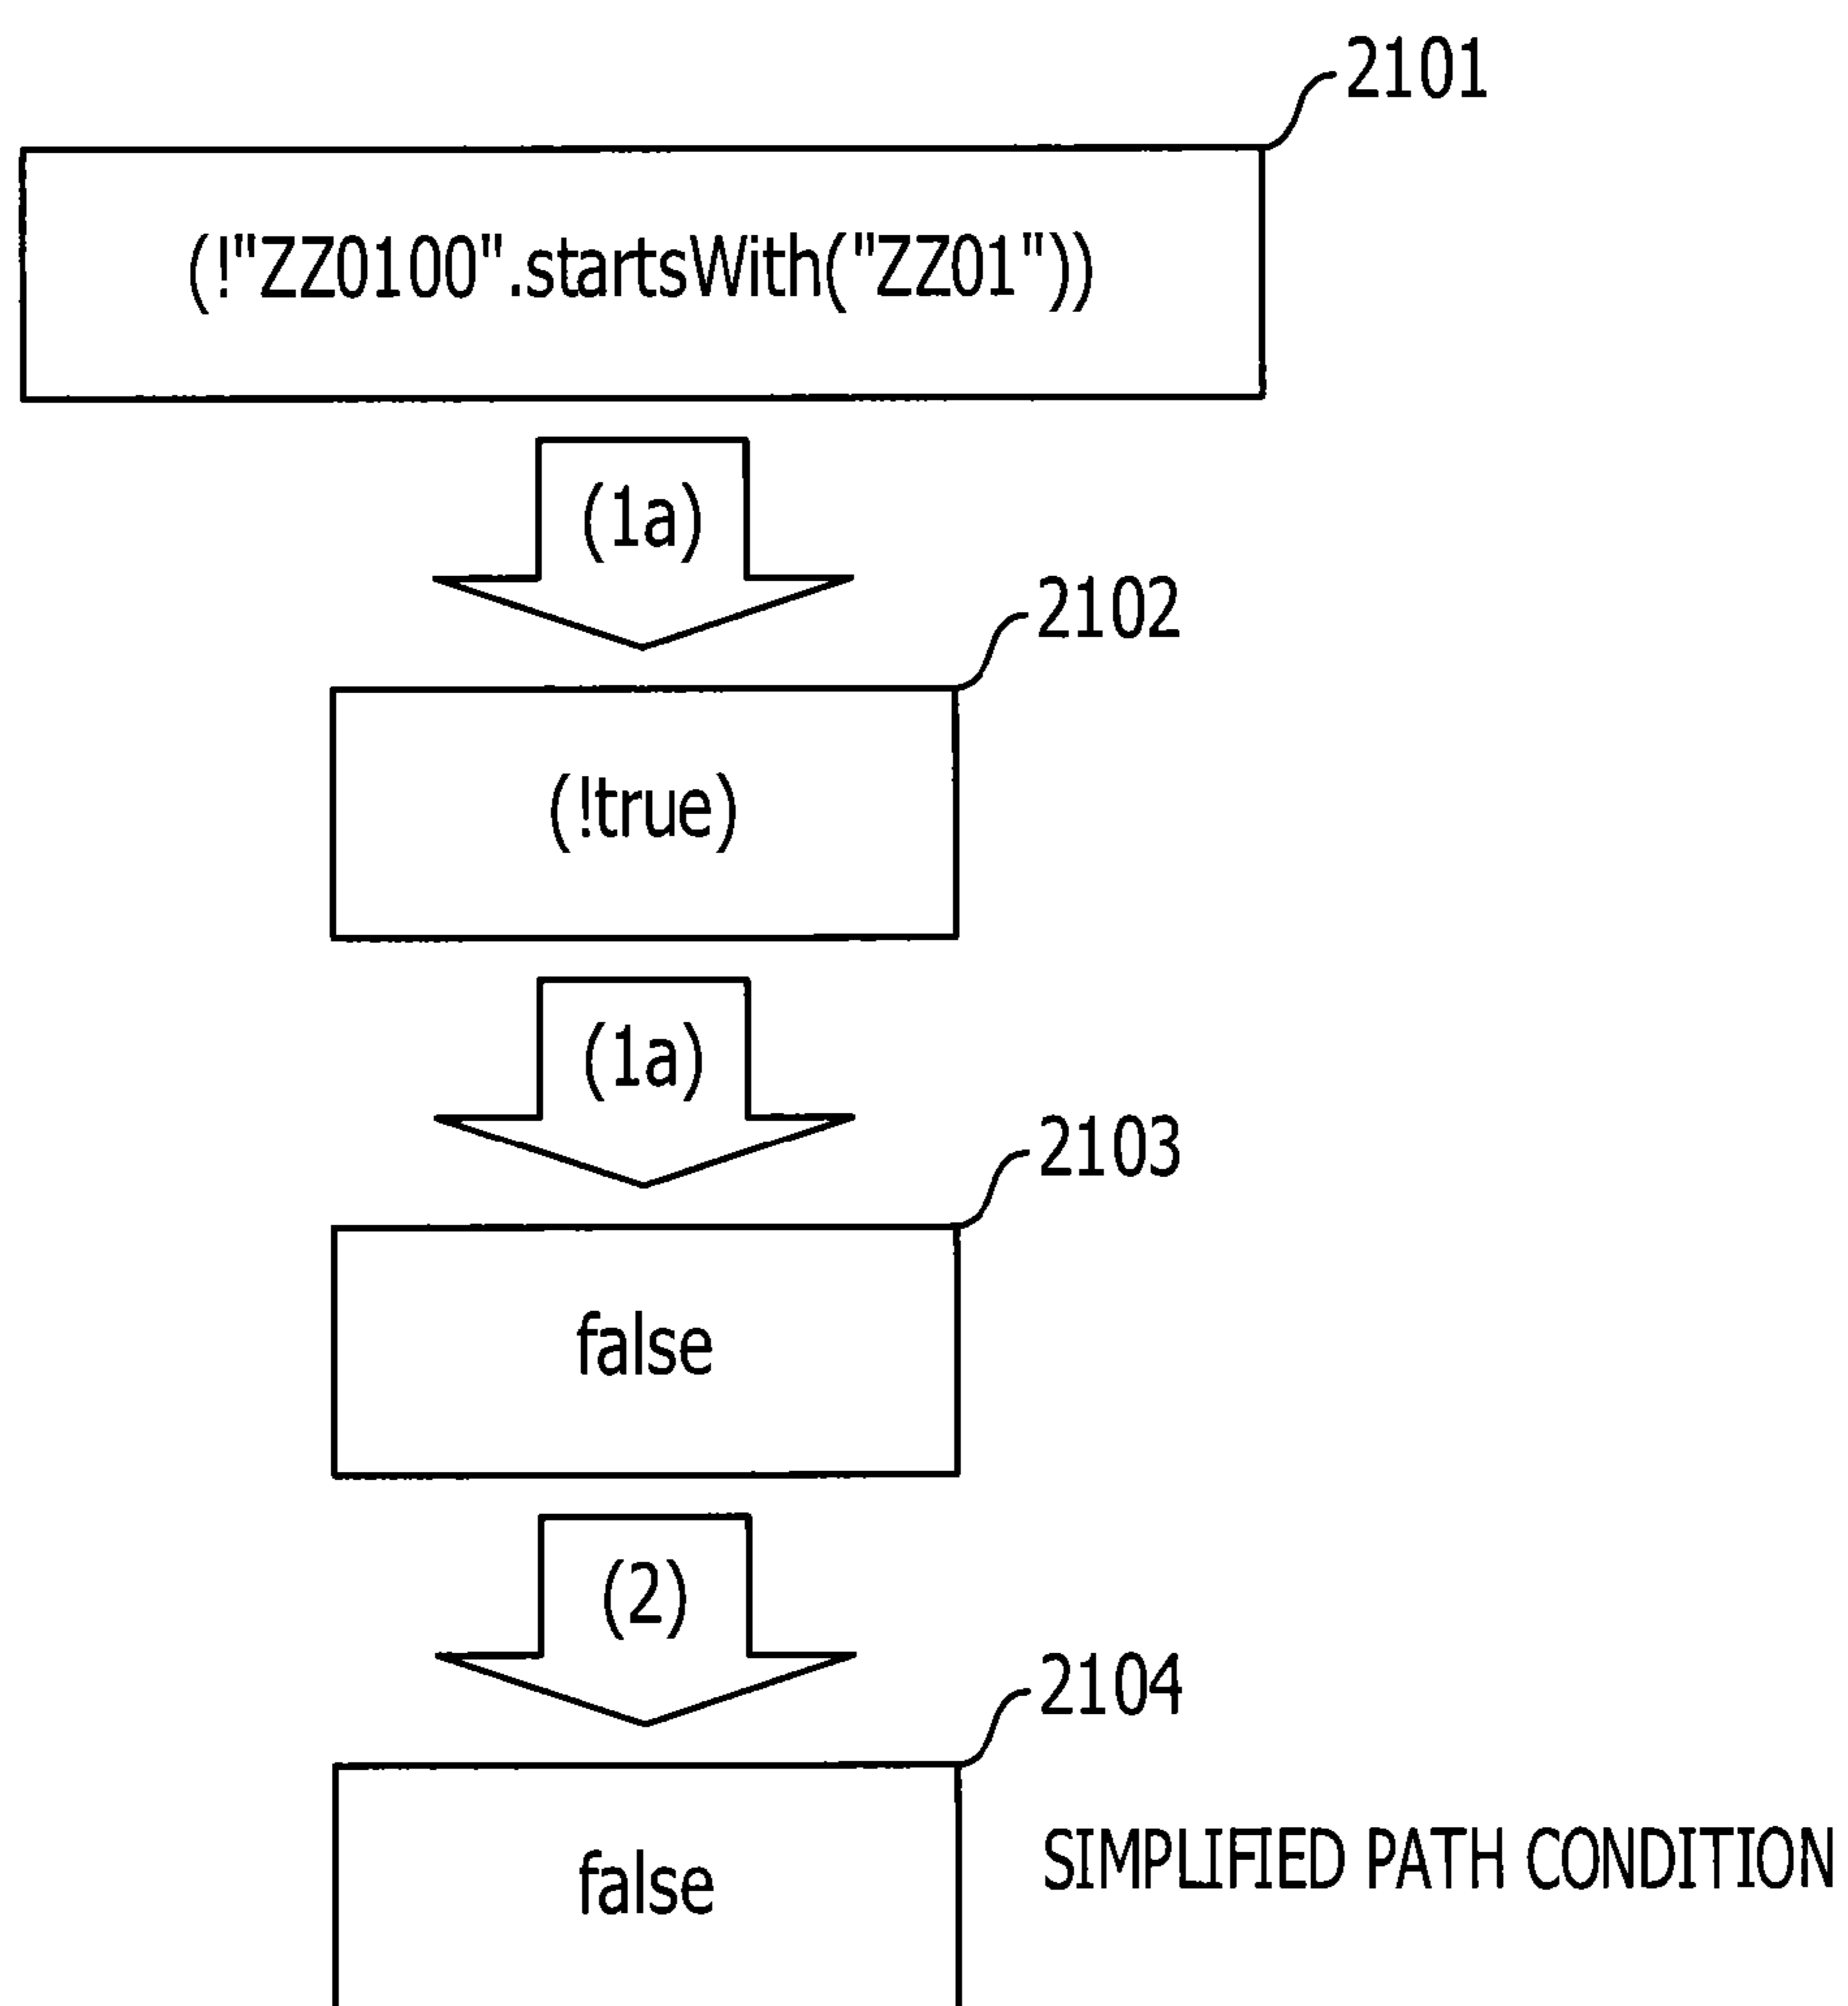 2101
(!"ZZ0100".startsWith("ZZ01"))
(1a)
2102
(!true)
(1a)
2103
false
(2)
2104
false
SIMPLIFIED PATH CONDITION